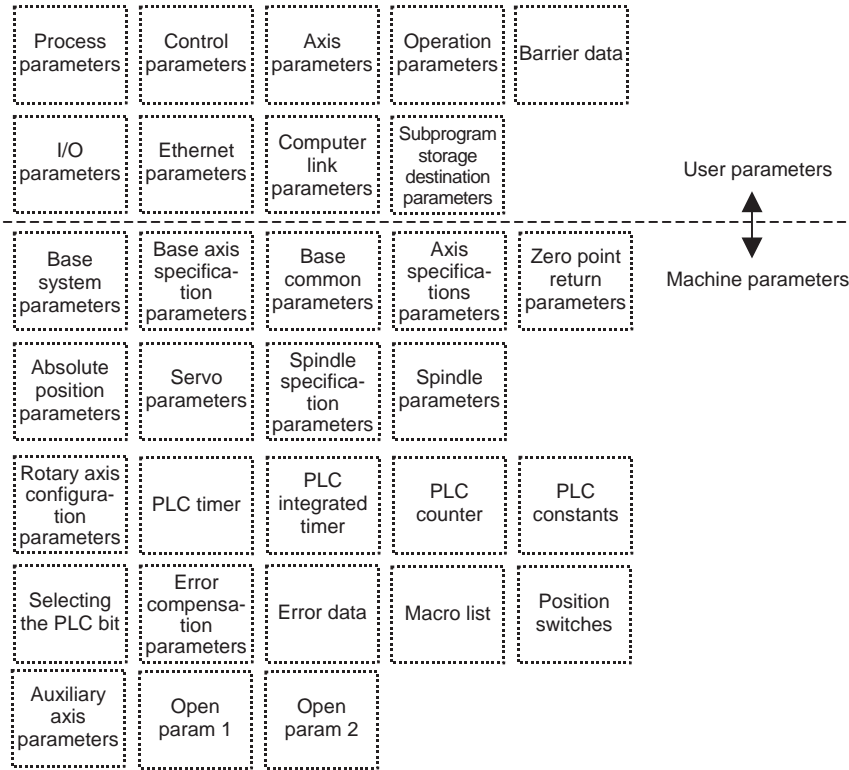 Process
parameters
Control
parameters
Axis
parameters
Operation
parameters
Barrier data
I/O
parameters
Ethernet
parameters
Computer
link
parameters
Subprogram
storage
destination
parameters
User parameters
Machine parameters
Base
system
parameters
Base axis
specifica-
tion
parameters
Base
common
parameters
Axis
specifica-
tions
parameters
Zero point
return
parameters
Absolute
position
parameters
Servo
parameters
Spindle
specifica-
tion
parameters
Spindle
parameters
Rotary axis
configura-
tion
parameters
PLC timer
PLC
integrated
timer
PLC
counter
PLC
constants
Selecting
the PLC bit
Error
compensa-
tion
parameters
Error data
Macro list
Position
switches
Auxiliary
axis
parameters
Open
param 1
Open
param 2